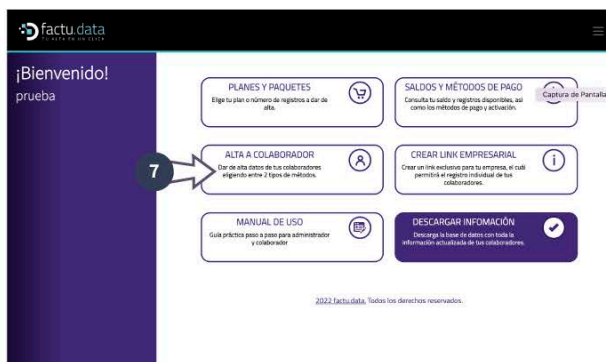 factu.data
TU ALTA EN UN CLICK
¡Bienvenido!
prueba
PLANES Y PAQUETES
Elige tu plan o número de registros a dar de
alta.
SALDOS Y MÉTODOS DE PAGO
Consulta tu saldo y registros disponibles, así
como los métodos de pago y activación.
Captura de Pantalla
7
ALTA A COLABORADOR
Dar de alta datos de tus colaboradores
eligiendo entre 2 tipos de métodos.
CREAR LINK EMPRESARIAL
Crear un link exclusivo para tu empresa, el cuál
permitirá el registro individual de tus
colaboradores.
MANUAL DE USO
Guía práctica paso a paso para administrador
y colaborador
DESCARGAR INFOMACIÓN
Descarga la base de datos con toda la
información actualizada de tus colaboradores.
2022 factu.data, Todos los derechos reservados.